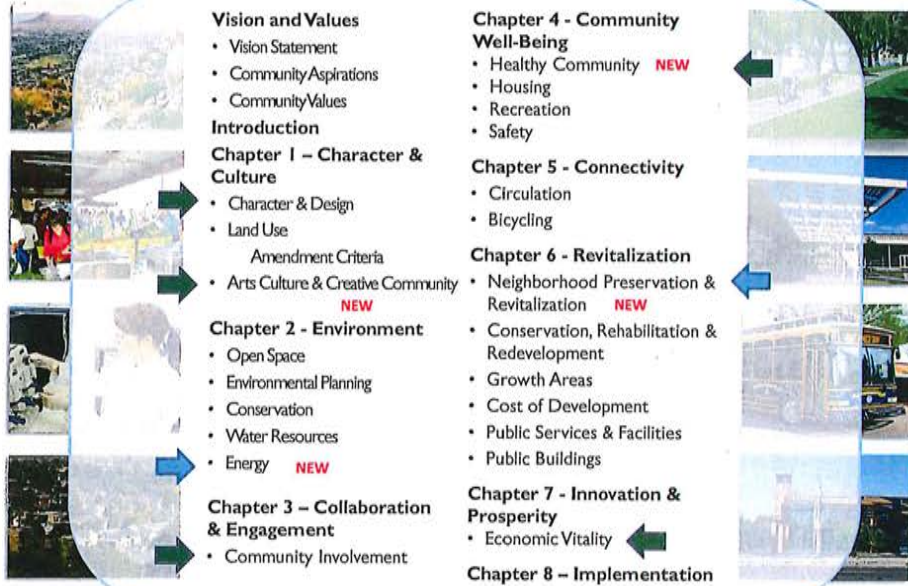 Vision and Values
• Vision Statement
• Community Aspirations
• Community Values
Introduction
Chapter 1 – Character &
Culture
• Character & Design
• Land Use
Amendment Criteria
• Arts Culture & Creative Community
NEW
Chapter 2 - Environment
• Open Space
• Environmental Planning
• Conservation
• Water Resources
• Energy NEW
Chapter 3 – Collaboration
& Engagement
• Community Involvement
Chapter 4 - Community
Well-Being
• Healthy Community NEW
• Housing
• Recreation
• Safety
Chapter 5 - Connectivity
• Circulation
• Bicycling
Chapter 6 - Revitalization
• Neighborhood Preservation &
Revitalization NEW
• Conservation, Rehabilitation &
Redevelopment
• Growth Areas
• Cost of Development
• Public Services & Facilities
• Public Buildings
Chapter 7 - Innovation &
Prosperity
• Economic Vitality
Chapter 8 – Implementation